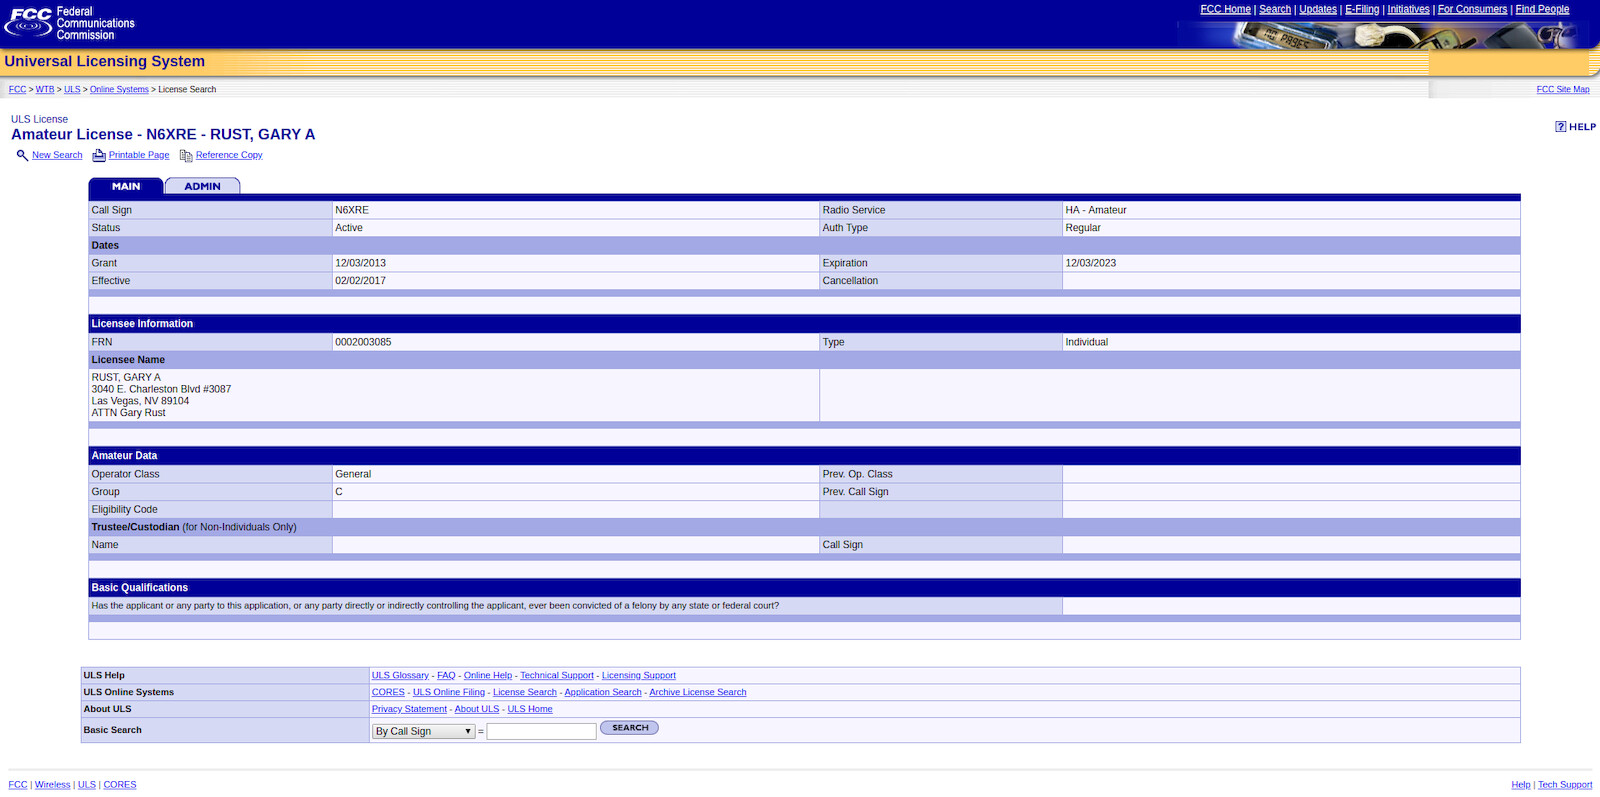 FCC Federal Communications Commission
FCC Home | Search | Updates | E-Filing | Initiatives | For Consumers | Find People
Universal Licensing System
FCC > WTB > ULS > Online Systems > License Search
FCC Site Map
ULS License
Amateur License - N6XRE - RUST, GARY A
? HELP
New Search Printable Page Reference Copy
MAIN ADMIN
Call Sign N6XRE Radio Service HA - Amateur
Status Active Auth Type Regular
Dates
Grant 12/03/2013 Expiration 12/03/2023
Effective 02/02/2017 Cancellation
Licensee Information
FRN 0002003085 Type Individual
Licensee Name
RUST, GARY A
3040 E. Charleston Blvd #3087
Las Vegas, NV 89104
ATTN Gary Rust
Amateur Data
Operator Class General Prev. Op. Class
Group C Prev. Call Sign
Eligibility Code
Trustee/Custodian (for Non-Individuals Only)
Name Call Sign
Basic Qualifications
Has the applicant or any party to this application, or any party directly or indirectly controlling the applicant, ever been convicted of a felony by any state or federal court?
ULS Help ULS Glossary - FAQ - Online Help - Technical Support - Licensing Support
ULS Online Systems CORES - ULS Online Filing - License Search - Application Search - Archive License Search
About ULS Privacy Statement - About ULS - ULS Home
Basic Search By Call Sign = SEARCH
FCC | Wireless | ULS | CORES
Help | Tech Support